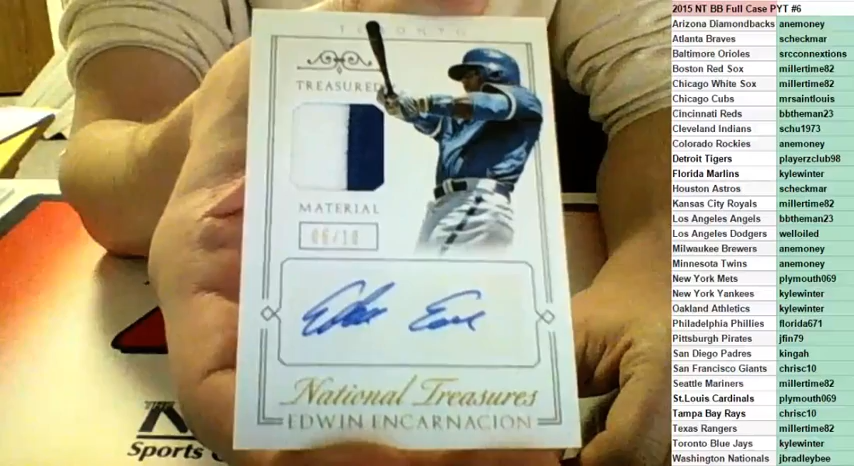 TORONTO
TREASURED
MATERIAL
06/10
National Treasures
EDWIN ENCARNACION
THE
Sports
2015 NT BB Full Case PYT #6
Arizona Diamondbacks anemoney
Atlanta Braves scheckmar
Baltimore Orioles srcconnextions
Boston Red Sox millertime82
Chicago White Sox millertime82
Chicago Cubs mrsaintlouis
Cincinnati Reds bbtheman23
Cleveland Indians schu1973
Colorado Rockies anemoney
Detroit Tigers playerzclub98
Florida Marlins kylewinter
Houston Astros scheckmar
Kansas City Royals millertime82
Los Angeles Angels bbtheman23
Los Angeles Dodgers welloiled
Milwaukee Brewers anemoney
Minnesota Twins anemoney
New York Mets plymouth069
New York Yankees kylewinter
Oakland Athletics kylewinter
Philadelphia Phillies florida671
Pittsburgh Pirates jfin79
San Diego Padres kingah
San Francisco Giants chrisc10
Seattle Mariners millertime82
St.Louis Cardinals plymouth069
Tampa Bay Rays chrisc10
Texas Rangers millertime82
Toronto Blue Jays kylewinter
Washington Nationals jbradleybee